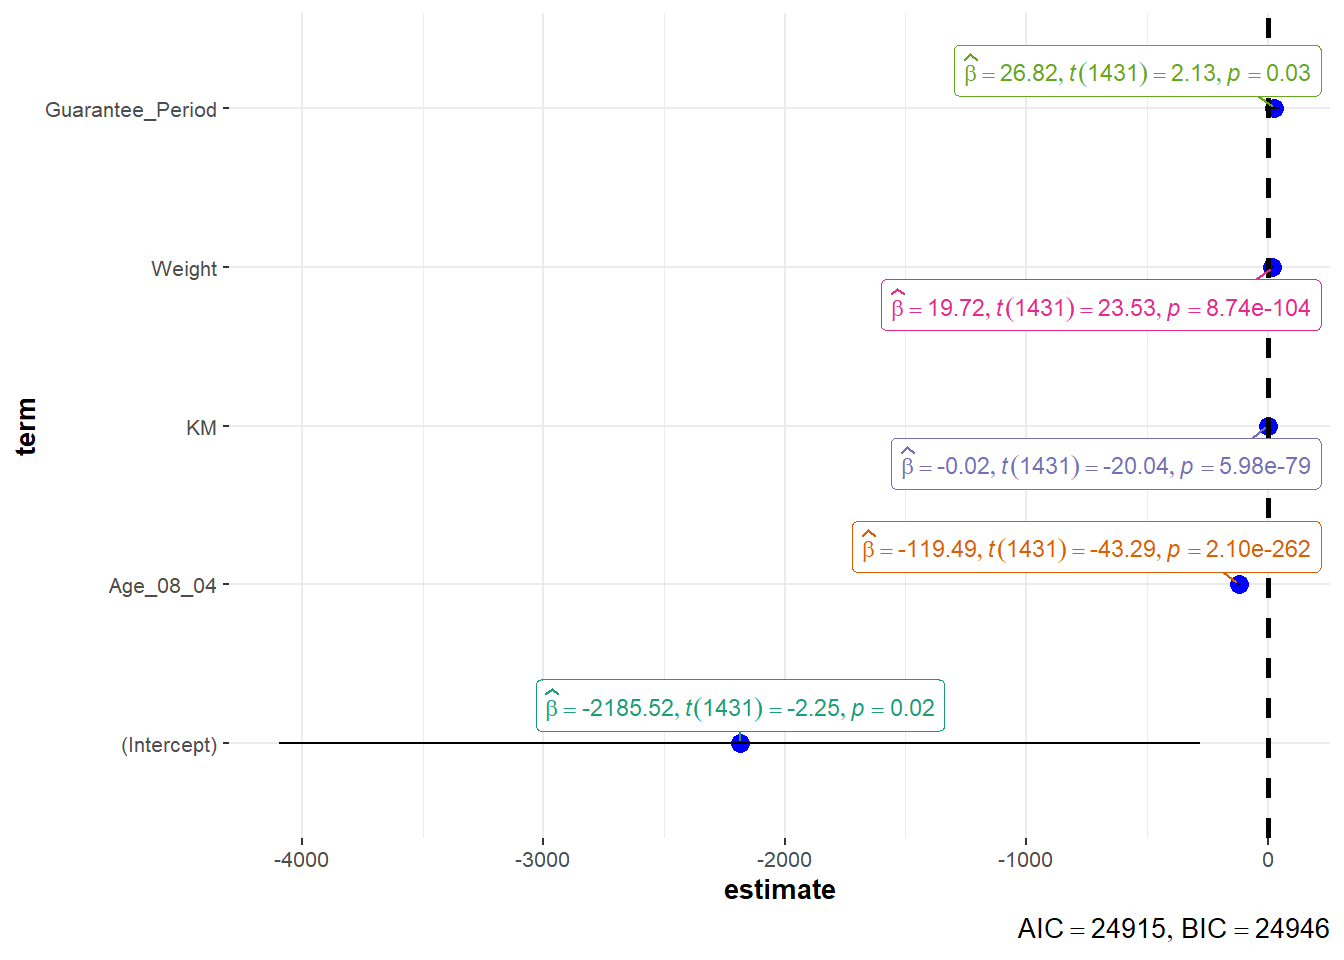 β̂ = 26.82, t(1431) = 2.13, p = 0.03
Guarantee_Period
Weight
β̂ = 19.72, t(1431) = 23.53, p = 8.74e-104
term
KM
β̂ = -0.02, t(1431) = -20.04, p = 5.98e-79
β̂ = -119.49, t(1431) = -43.29, p = 2.10e-262
Age_08_04
β̂ = -2185.52, t(1431) = -2.25, p = 0.02
(Intercept)
-4000 -3000 -2000 -1000 0
estimate
AIC = 24915, BIC = 24946